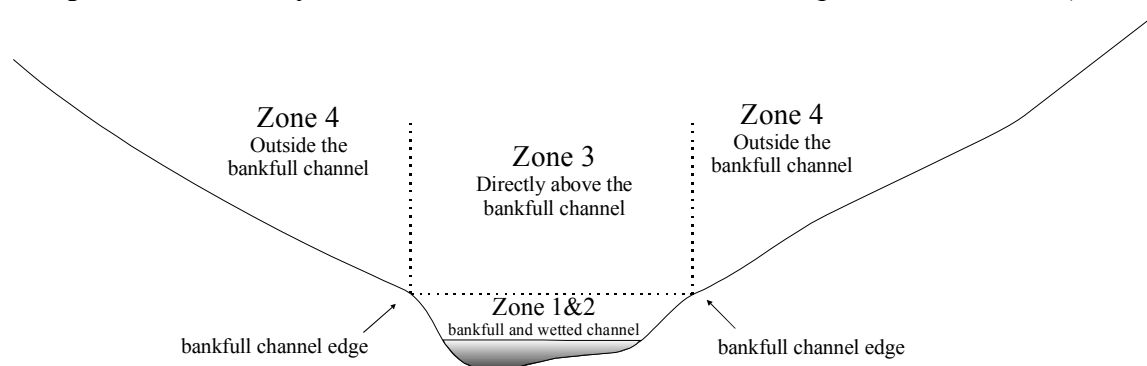 Zone 4
Outside the
bankfull channel
Zone 3
Directly above the
bankfull channel
Zone 4
Outside the
bankfull channel
Zone 1&2
bankfull and wetted channel
bankfull channel edge
bankfull channel edge